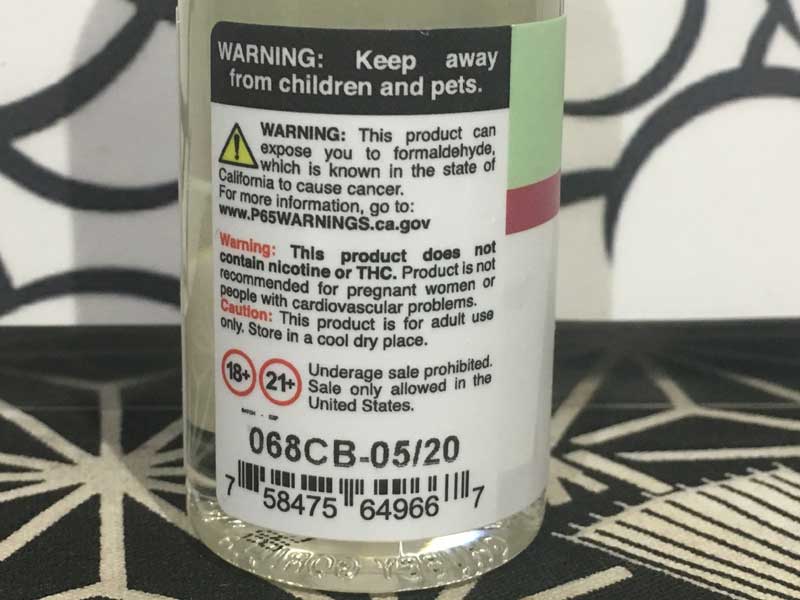 WARNING: Keep away
from children and pets.
WARNING: This product can
expose you to formaldehyde,
which is known in the state of
California to cause cancer.
For more information, go to:
www.P65WARNINGS.ca.gov
Warning: This product does not
contain nicotine or THC. Product is not
recommended for pregnant women or
people with cardiovascular problems.
Caution: This product is for adult use
only. Store in a cool dry place.
18+ 21+
Underage sale prohibited.
Sale only allowed in the
United States.
BATCH - EXP
068CB-05/20
7 58475 64966 7